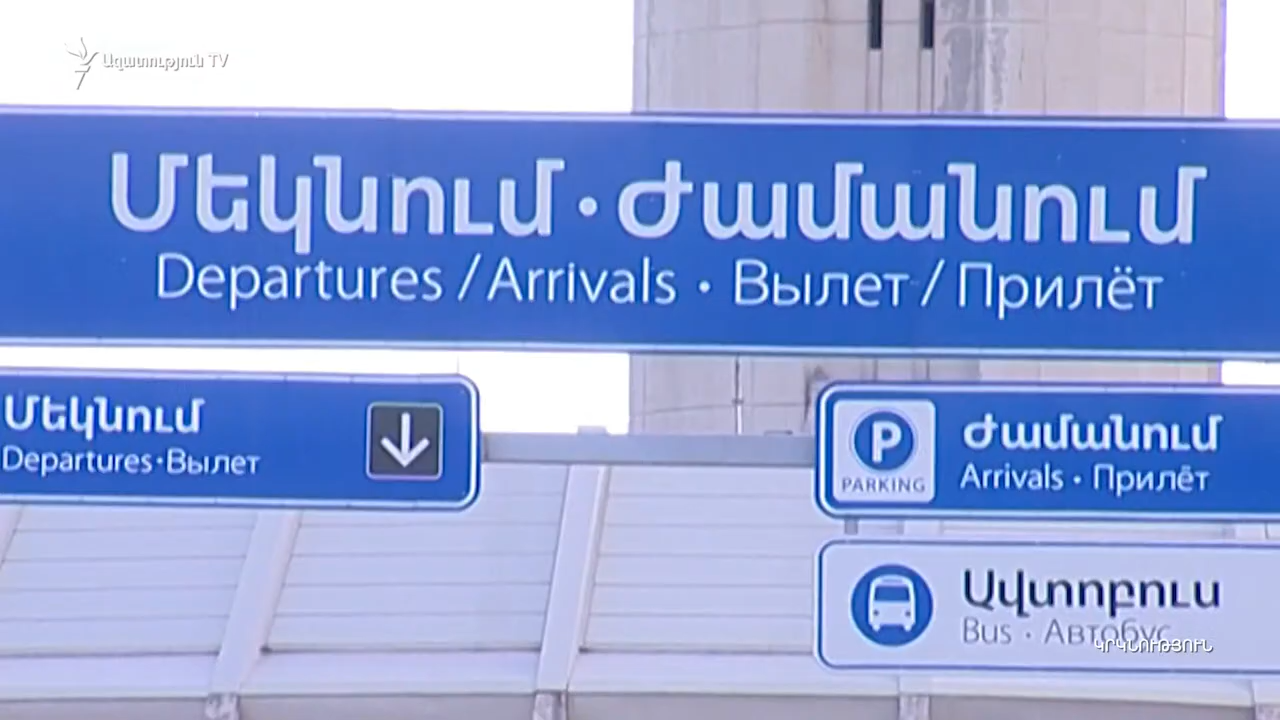 Ազատություն TV
Մեկնում · Ժամանում
Departures / Arrivals · Вылет / Прилёт
Մեկնում
Departures · Вылет
PARKING
Ժամանում
Arrivals · Прилёт
Ավտոբուս
Bus · Автобус
ԿՐԿՆՈՒԹՅՈՒՆ